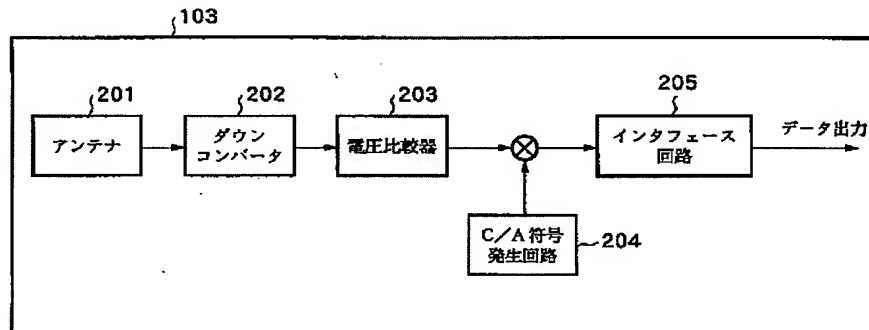 103
201
202
203
205
アンテナ
ダウン
コンバータ
電圧比較器
インタフェース
回路
データ出力
C/A 符号
発生回路
204